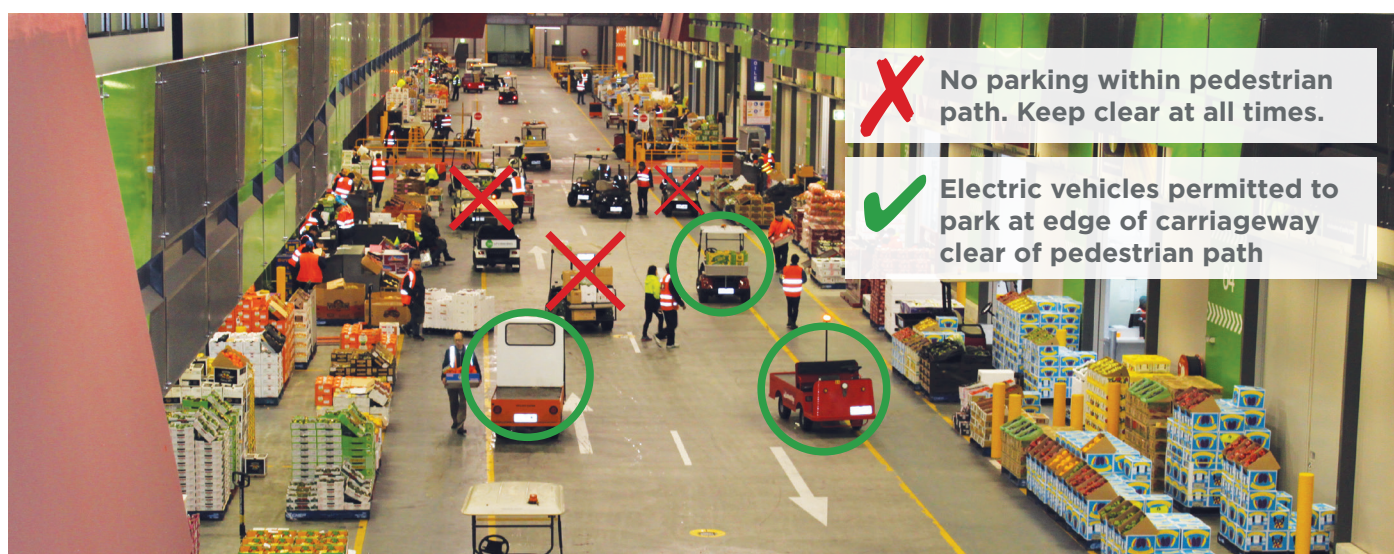 No parking within pedestrian
path. Keep clear at all times.
Electric vehicles permitted to
park at edge of carriageway
clear of pedestrian path